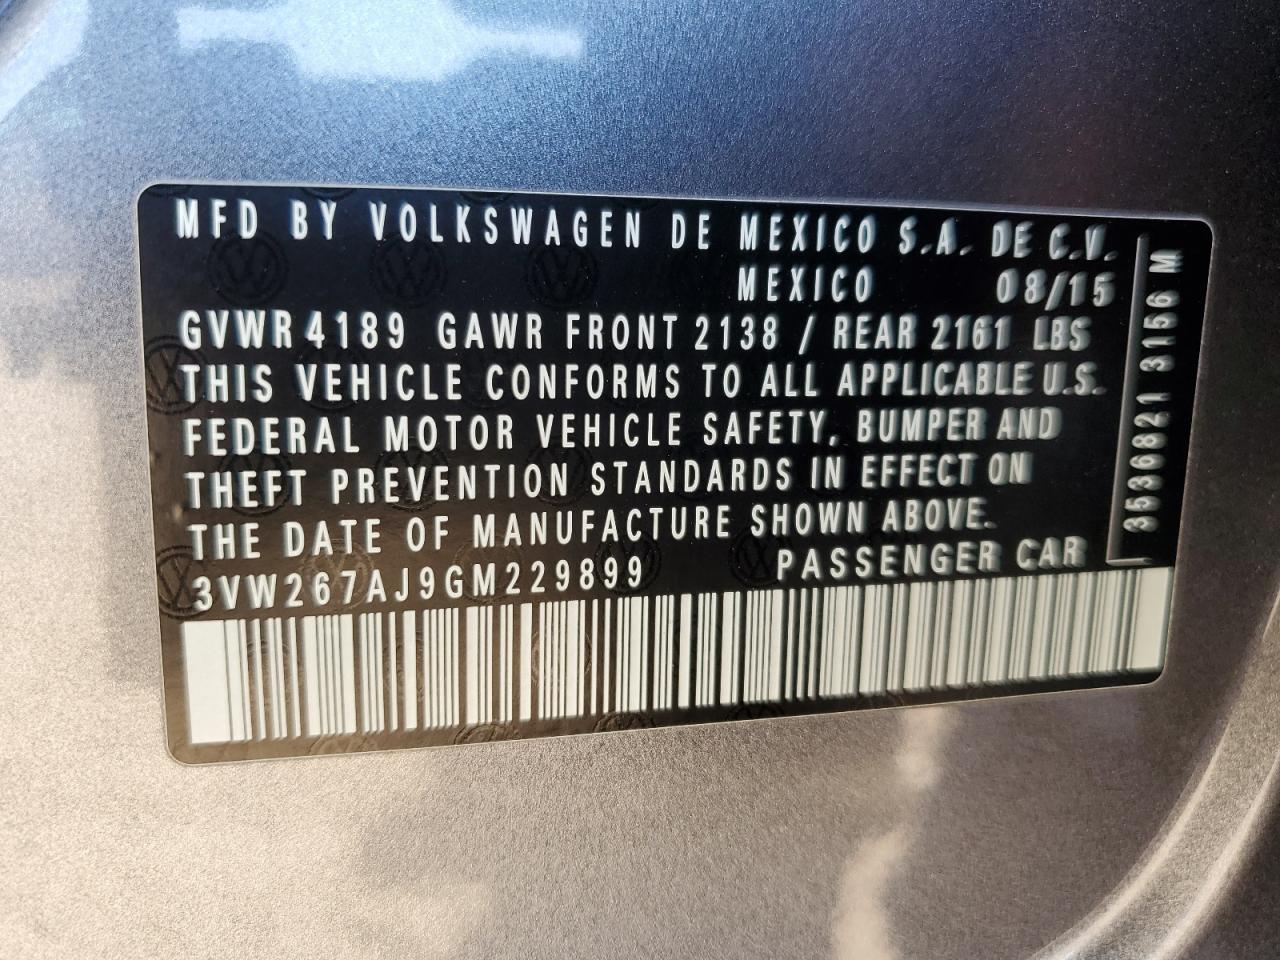 MFD BY VOLKSWAGEN DE MEXICO S.A. DE C.V.
MEXICO 08/15
GVWR 4189 GAWR FRONT 2138 / REAR 2161 LBS
THIS VEHICLE CONFORMS TO ALL APPLICABLE U.S.
FEDERAL MOTOR VEHICLE SAFETY, BUMPER AND
THEFT PREVENTION STANDARDS IN EFFECT ON
THE DATE OF MANUFACTURE SHOWN ABOVE.
3VW267AJ9GM229899 PASSENGER CAR
3536821 3156 M